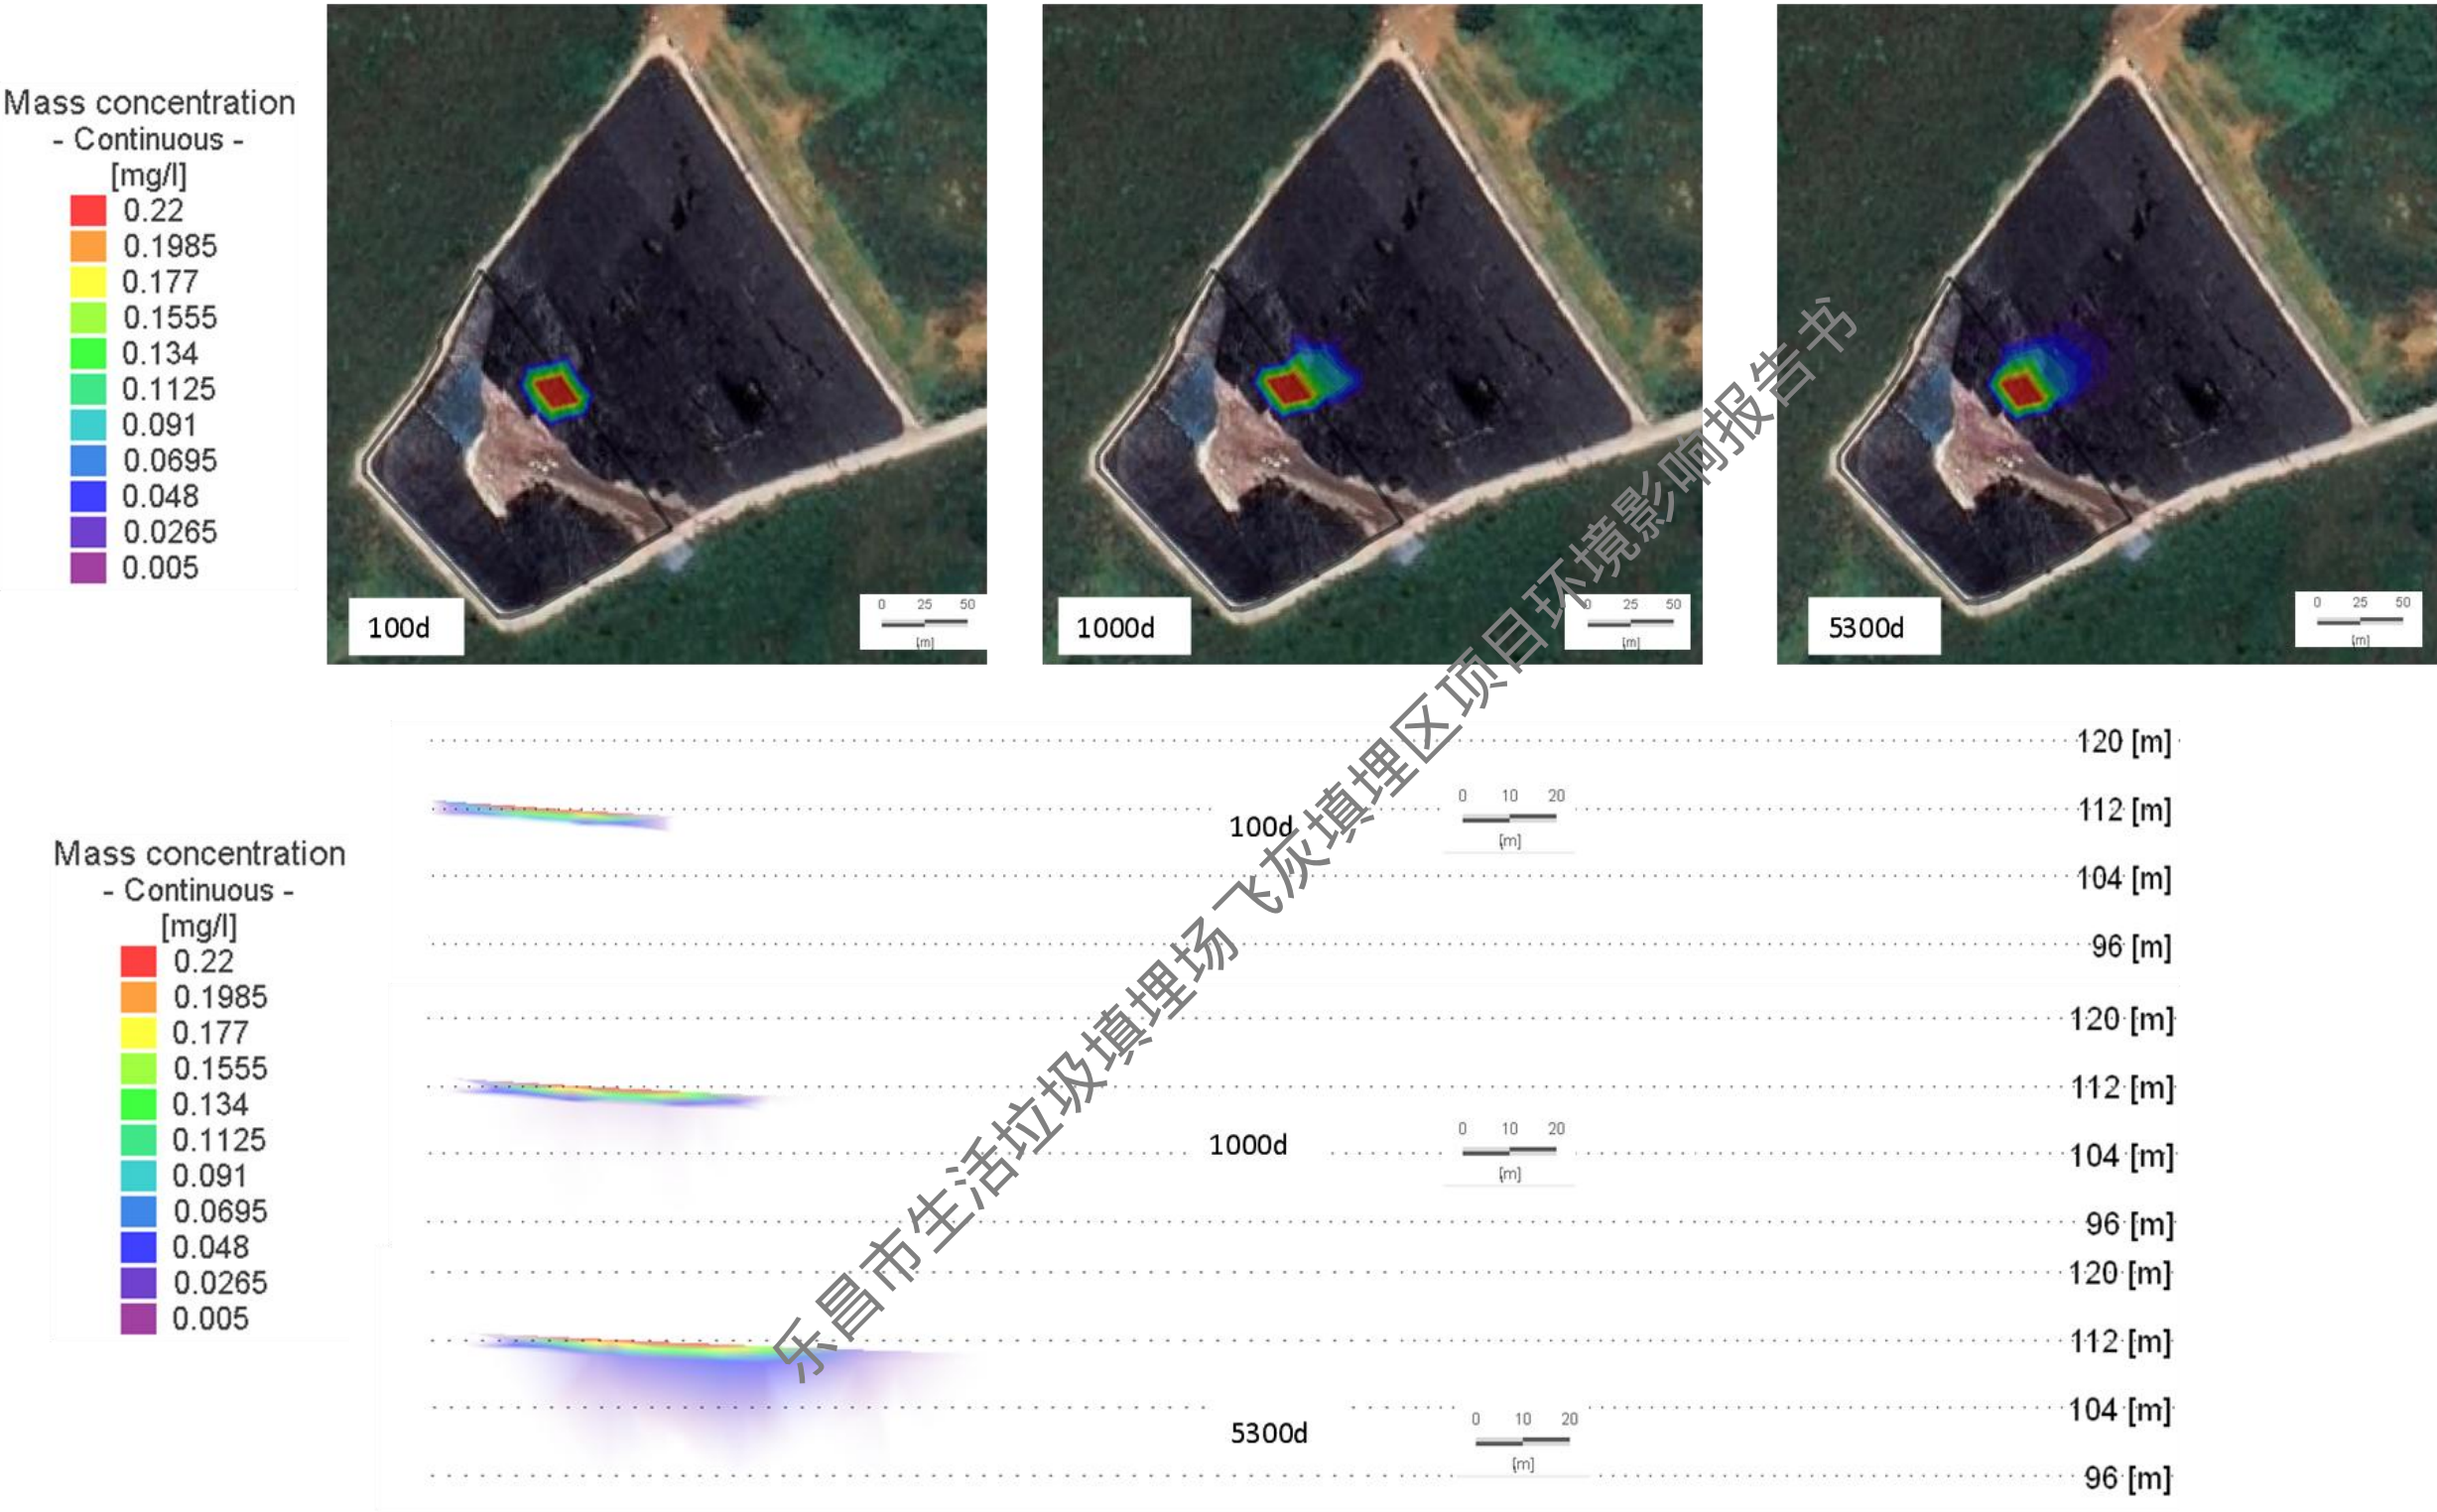 Mass concentration
- Continuous -
[mg/l]
0.22
0.1985
0.177
0.1555
0.134
0.1125
0.091
0.0695
0.048
0.0265
0.005
100d
0 25 50
[m]
1000d
0 25 50
[m]
5300d
0 25 50
[m]
乐昌市生活垃圾填埋场飞灰填埋区项目环境影响报告书
Mass concentration
- Continuous -
[mg/l]
0.22
0.1985
0.177
0.1555
0.134
0.1125
0.091
0.0695
0.048
0.0265
0.005
120 [m]
112 [m]
104 [m]
96 [m]
100d
0 10 20
[m]
120 [m]
112 [m]
104 [m]
96 [m]
1000d
0 10 20
[m]
120 [m]
112 [m]
104 [m]
96 [m]
5300d
0 10 20
[m]